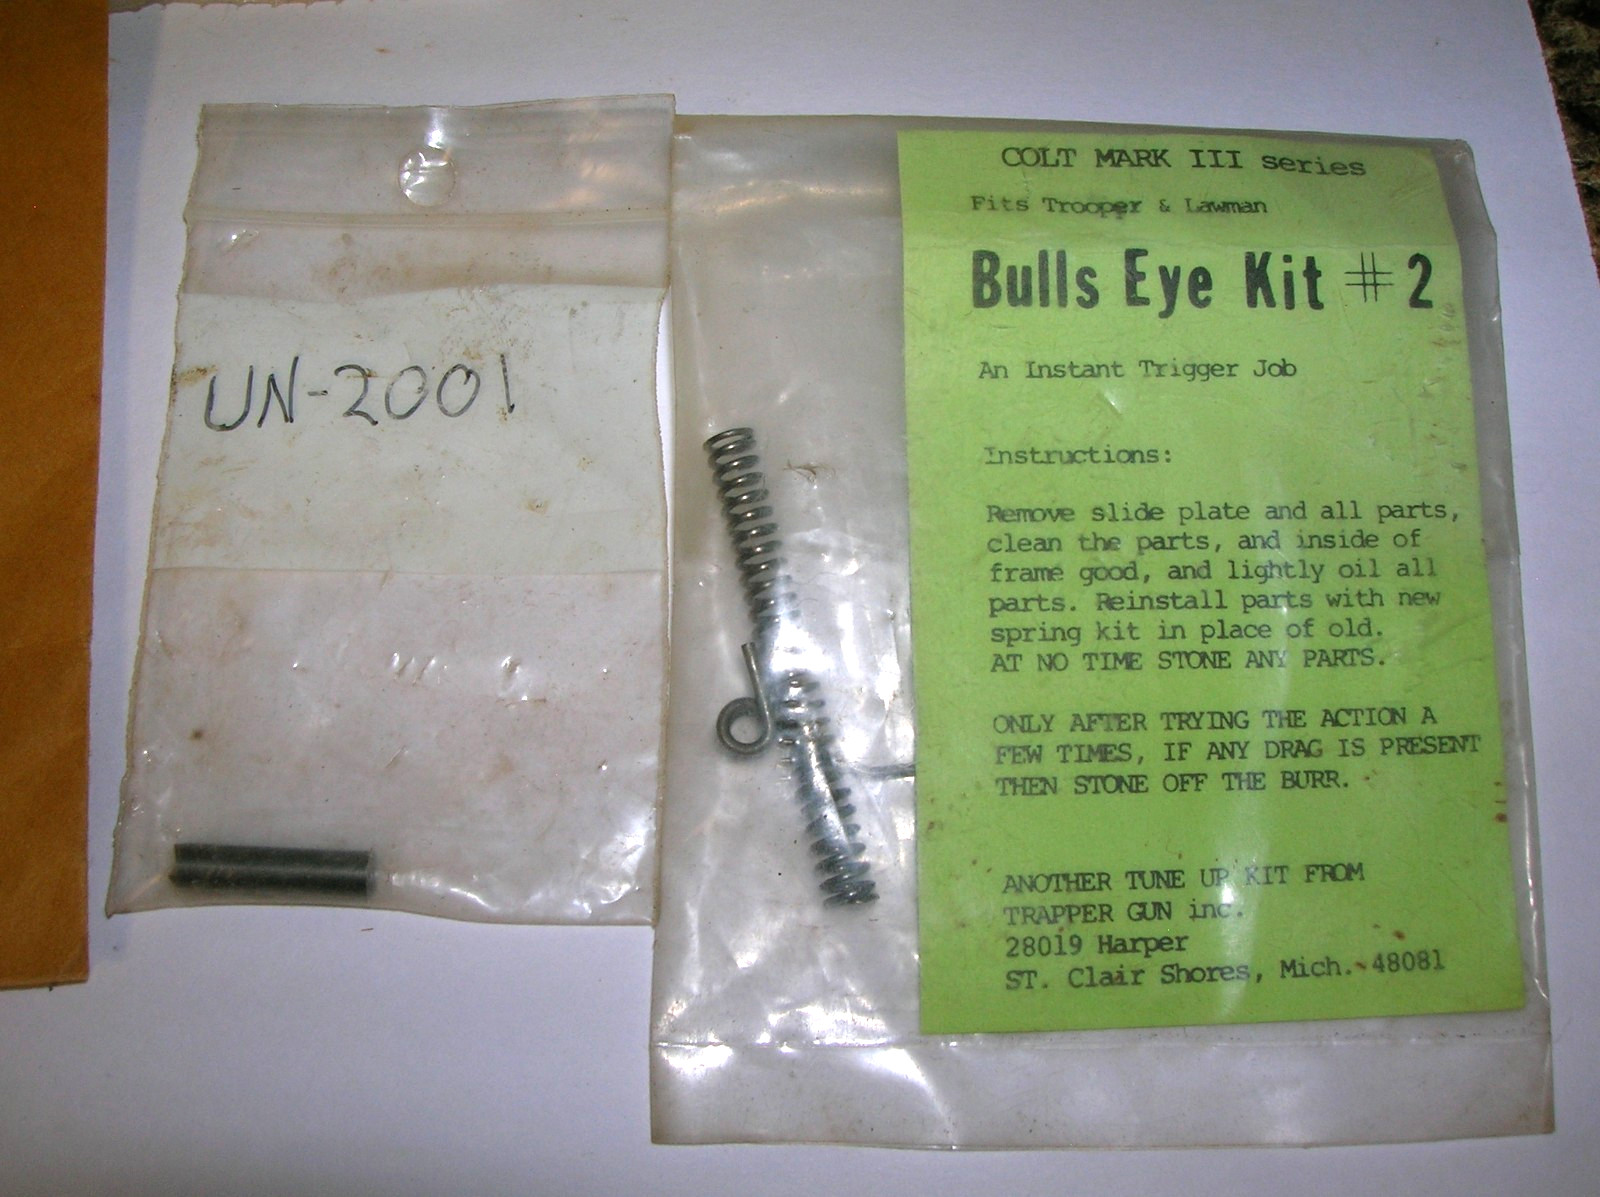 UN-2001
COLT MARK III series
Fits Trooper & Lawman
Bulls Eye Kit #2
An Instant Trigger Job
Instructions:
Remove slide plate and all parts,
clean the parts, and inside of
frame good, and lightly oil all
parts. Reinstall parts with new
spring kit in place of old.
AT NO TIME STONE ANY PARTS.
ONLY AFTER TRYING THE ACTION A
FEW TIMES, IF ANY DRAG IS PRESENT
THEN STONE OFF THE BURR.
ANOTHER TUNE UP KIT FROM
TRAPPER GUN inc.
28019 Harper
ST. Clair Shores, Mich. 48081